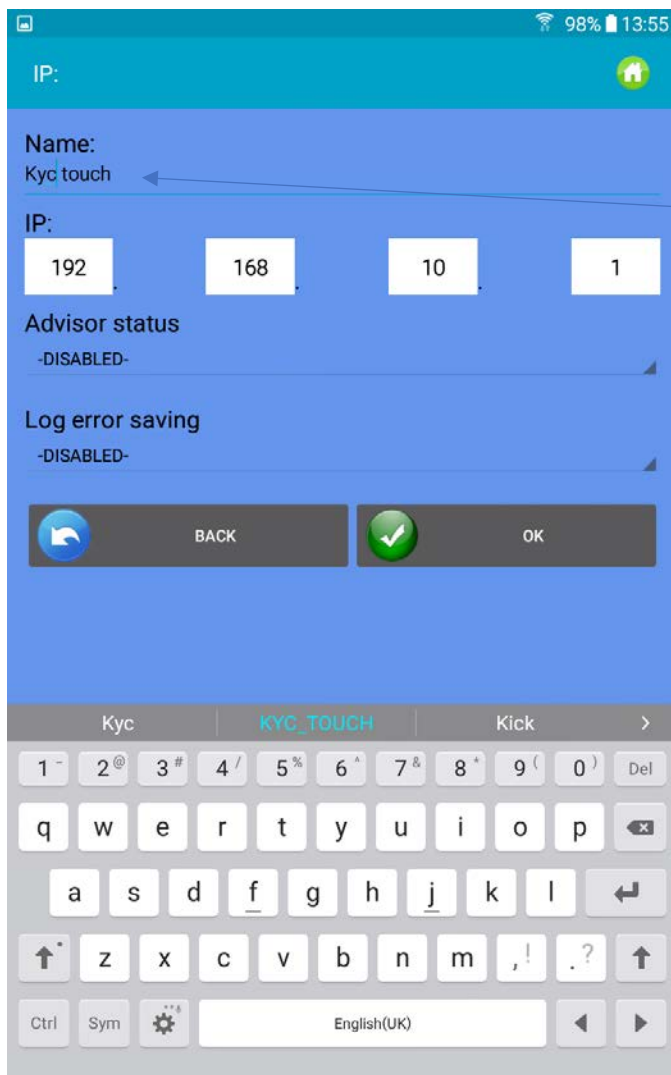 98% 13:55
IP:
Name:
Kyc touch
IP:
192 . 168 . 10 . 1
Advisor status
-DISABLED-
Log error saving
-DISABLED-
BACK OK
Kyc KYC_TOUCH Kick >
1 - 2 @ 3 # 4 / 5 % 6 ^ 7 & 8 * 9 ( 0 ) Del
q w e r t y u i o p
a s d f g h j k l
z x c v b n m , ! . ?
Ctrl Sym English(UK)